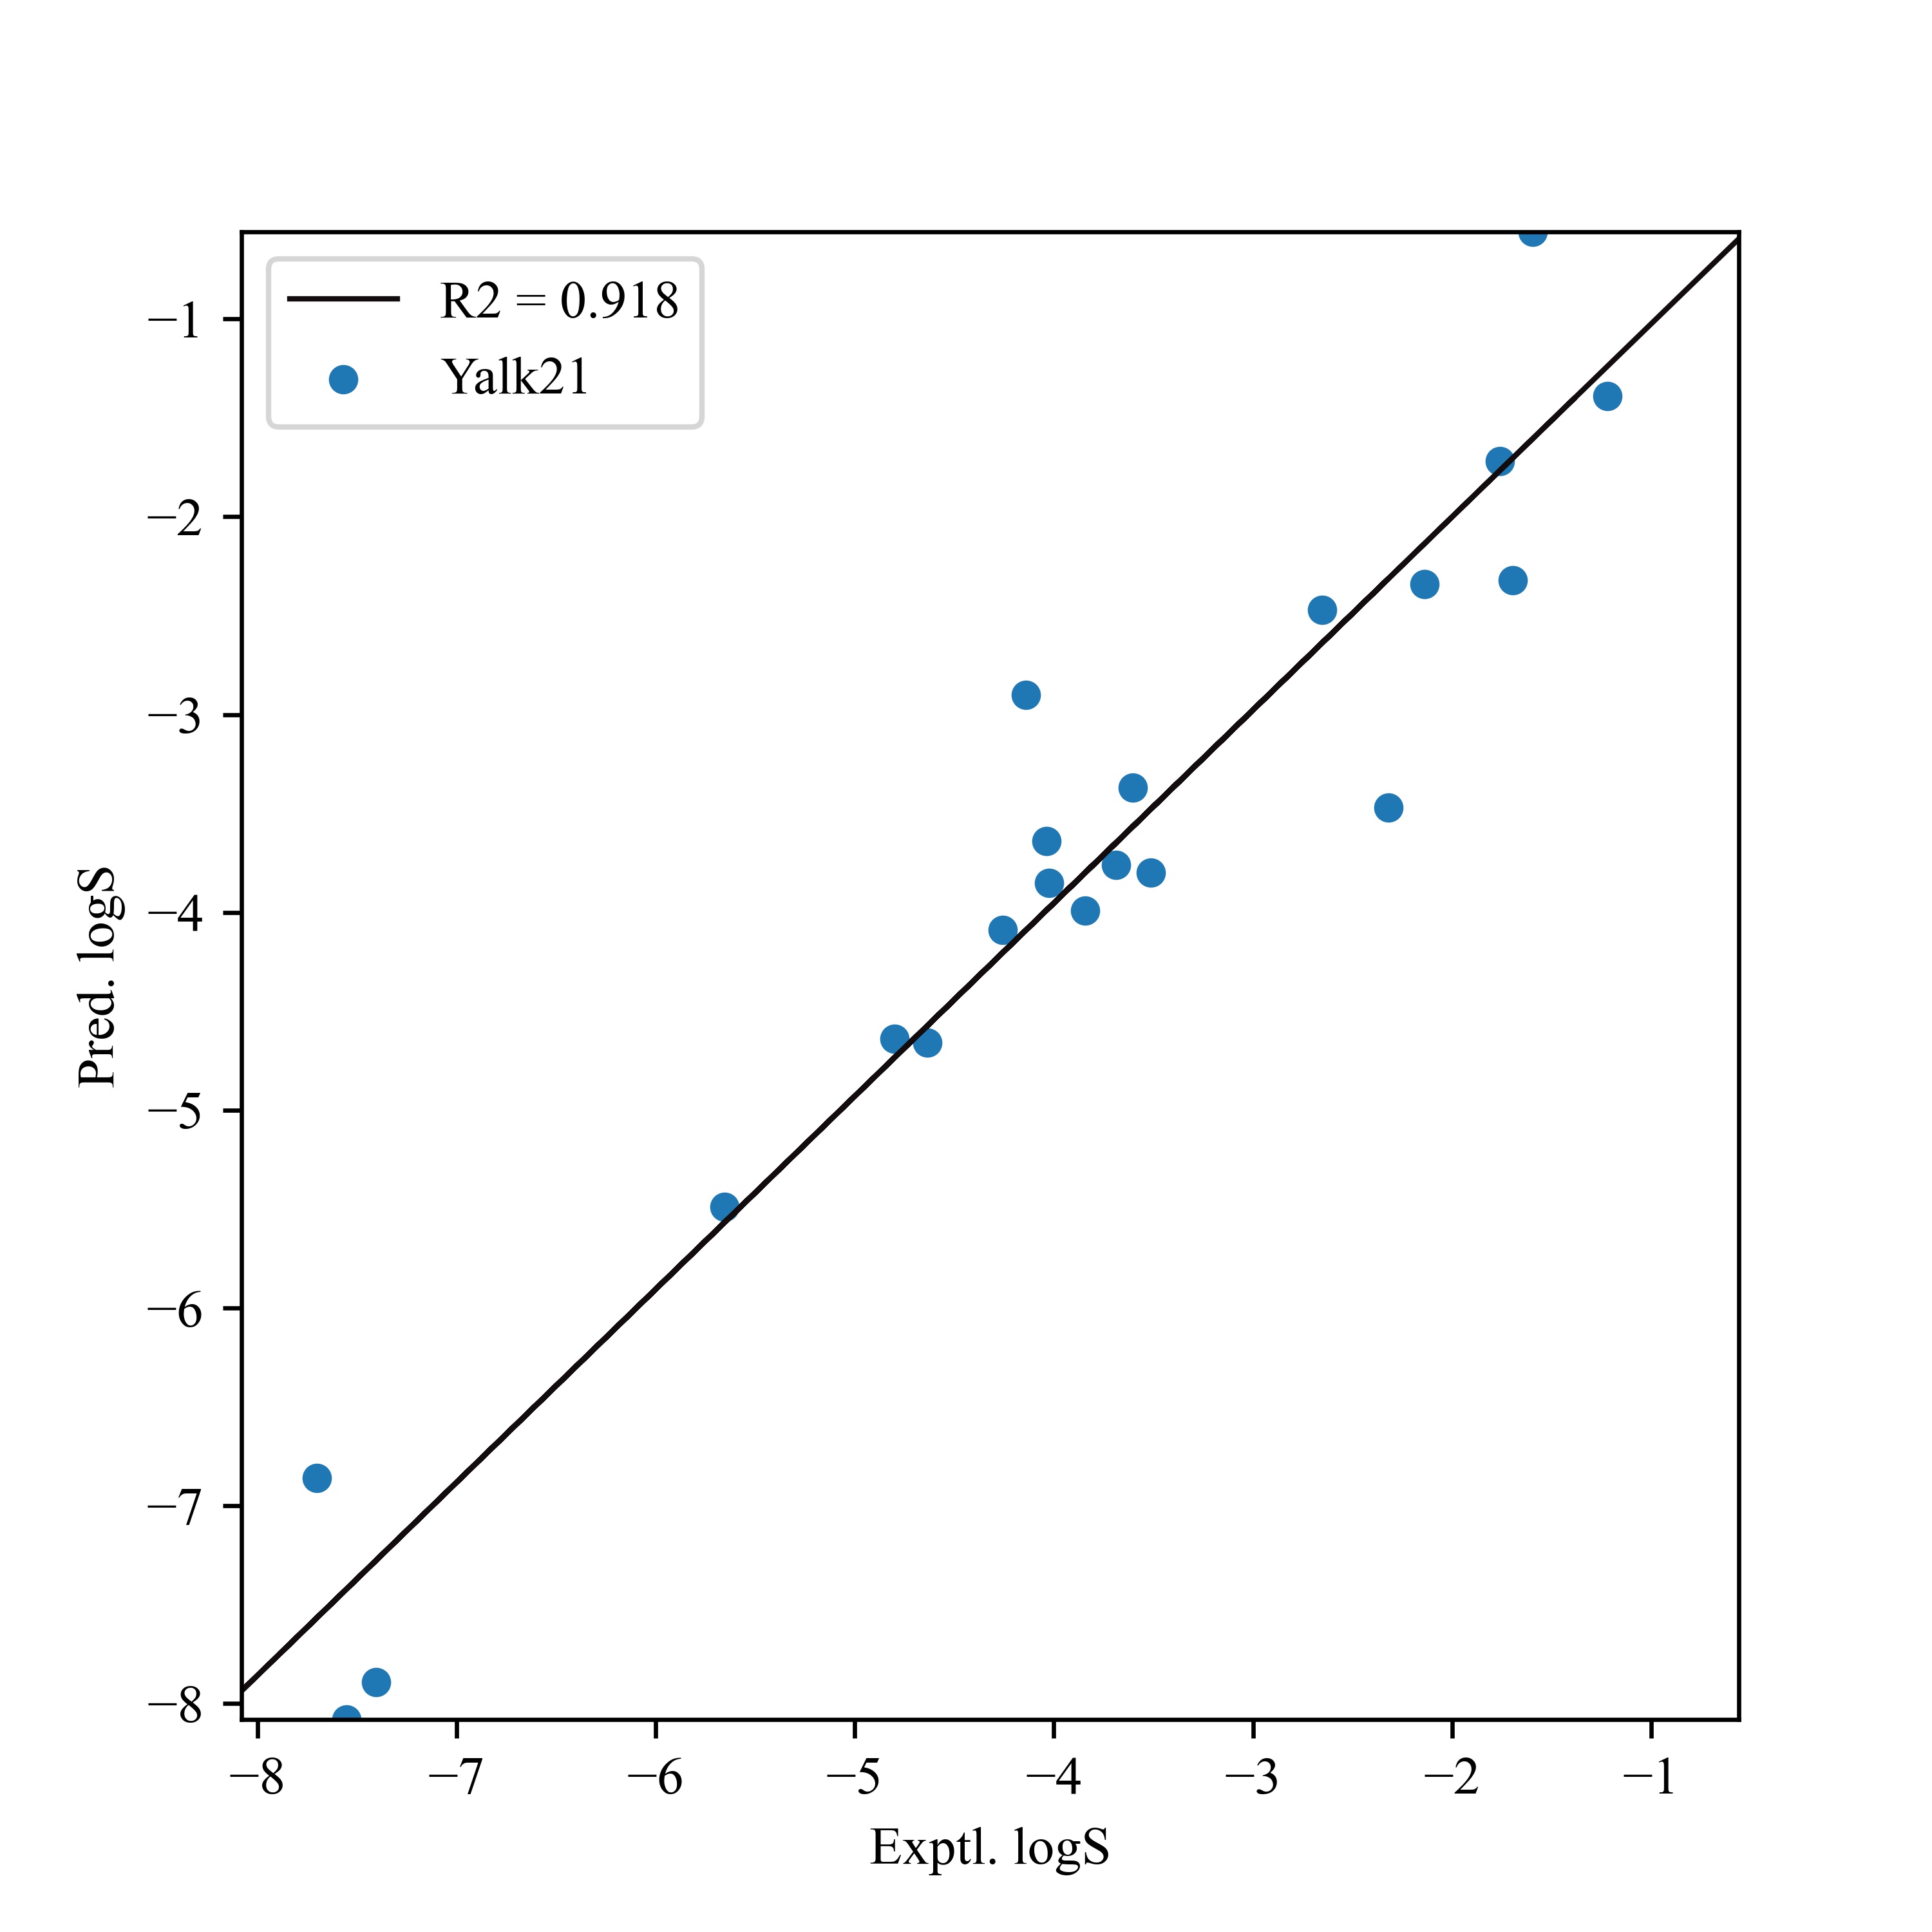 R2 = 0.918
Yalk21
−1
−2
−3
−4
−5
−6
−7
−8
Pred. logS
−8 −7 −6 −5 −4 −3 −2 −1
Exptl. logS